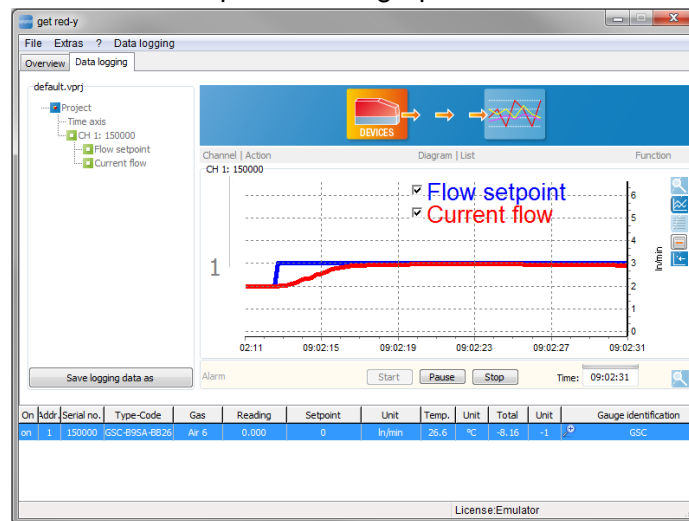 get red-y
File Extras ? Data logging
Overview Data logging
default.vprj
Project
Time axis
CH 1: 150000
Flow setpoint
Current flow
Save logging data as
DEVICES
Channel | Action Diagram | List Function
CH 1: 150000
Flow setpoint
Current flow
1
6
5
4
3
2
1
0
ln/min
02:11 09:02:15 09:02:19 09:02:23 09:02:27 09:02:31
Alarm Start Pause Stop Time: 09:02:31
On Addr. Serial no. Type-Code Gas Reading Setpoint Unit Temp. Unit Total Unit Gauge identification
on 1 150000 GSC-B9SA-BB26 Air 6 0.000 0 ln/min 26.6 °C -8.16 -1 GSC
License:Emulator